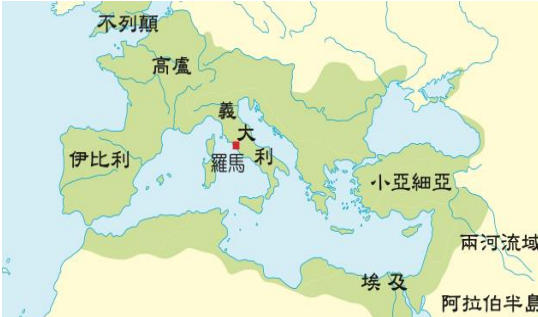 不列顛
高盧
義大利
羅馬
伊比利
小亞細亞
兩河流域
埃及
阿拉伯半島